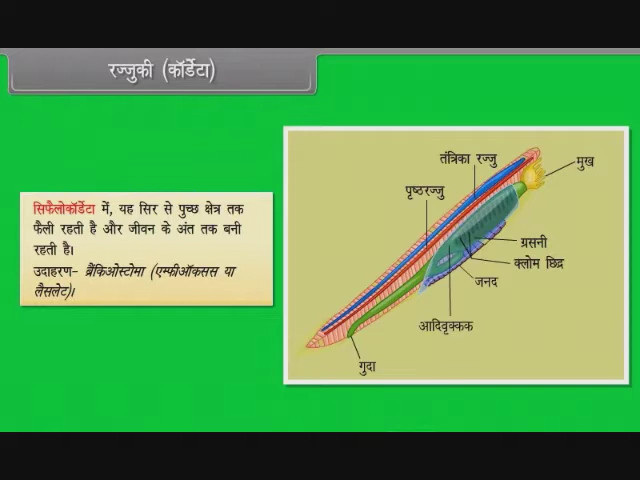 रज्जुकी (कॉर्डेटा)
सिफैलोकॉर्डेटा में, यह सिर से पुच्छ क्षेत्र तक
फैली रहती है और जीवन के अंत तक बनी
रहती है।
उदाहरण- ब्रैंकिओस्टोमा (एम्फीऑक्सस या
लैसलेट)।
तंत्रिका रज्जु
मुख
पृष्ठरज्जु
ग्रसनी
क्लोम छिद्र
जनद
आदिवृक्कक
गुदा